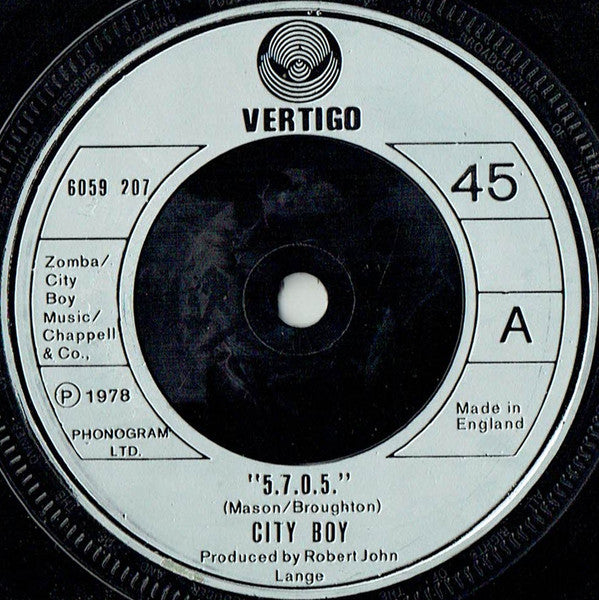 VERTIGO
6059 207
45
Zomba/
City
Boy
Music/
Chappell
& Co.,
A
Ⓟ 1978
PHONOGRAM
LTD.
Made in
England
"5.7.0.5."
(Mason/Broughton)
CITY BOY
Produced by Robert John
Lange